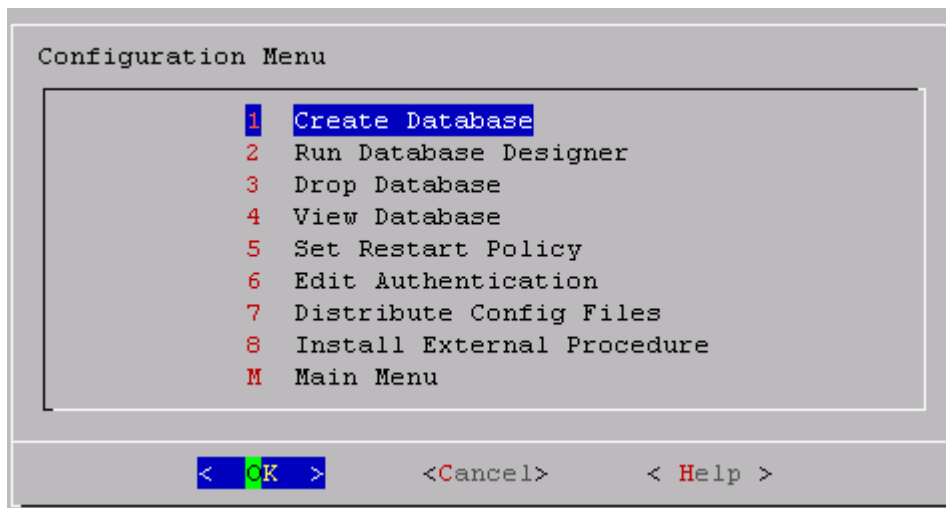 Configuration Menu
1 Create Database
2 Run Database Designer
3 Drop Database
4 View Database
5 Set Restart Policy
6 Edit Authentication
7 Distribute Config Files
8 Install External Procedure
M Main Menu
< OK > <Cancel> < Help >